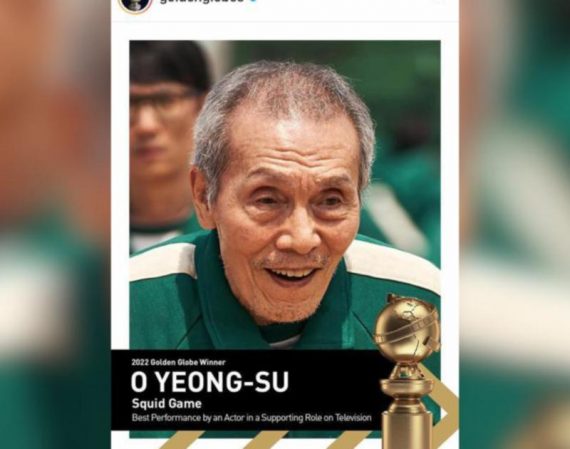 2022 Golden Globe Winner
O YEONG-SU
Squid Game
Best Performance by an Actor in a Supporting Role on Television